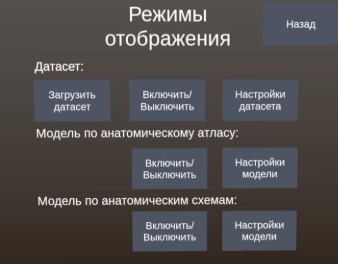 Режимы
отображения
Назад
Датасет:
Загрузить
датасет
Включить/
Выключить
Настройки
датасета
Модель по анатомическому атласу:
Включить/
Выключить
Настройки
модели
Модель по анатомическим схемам:
Включить/
Выключить
Настройки
модели